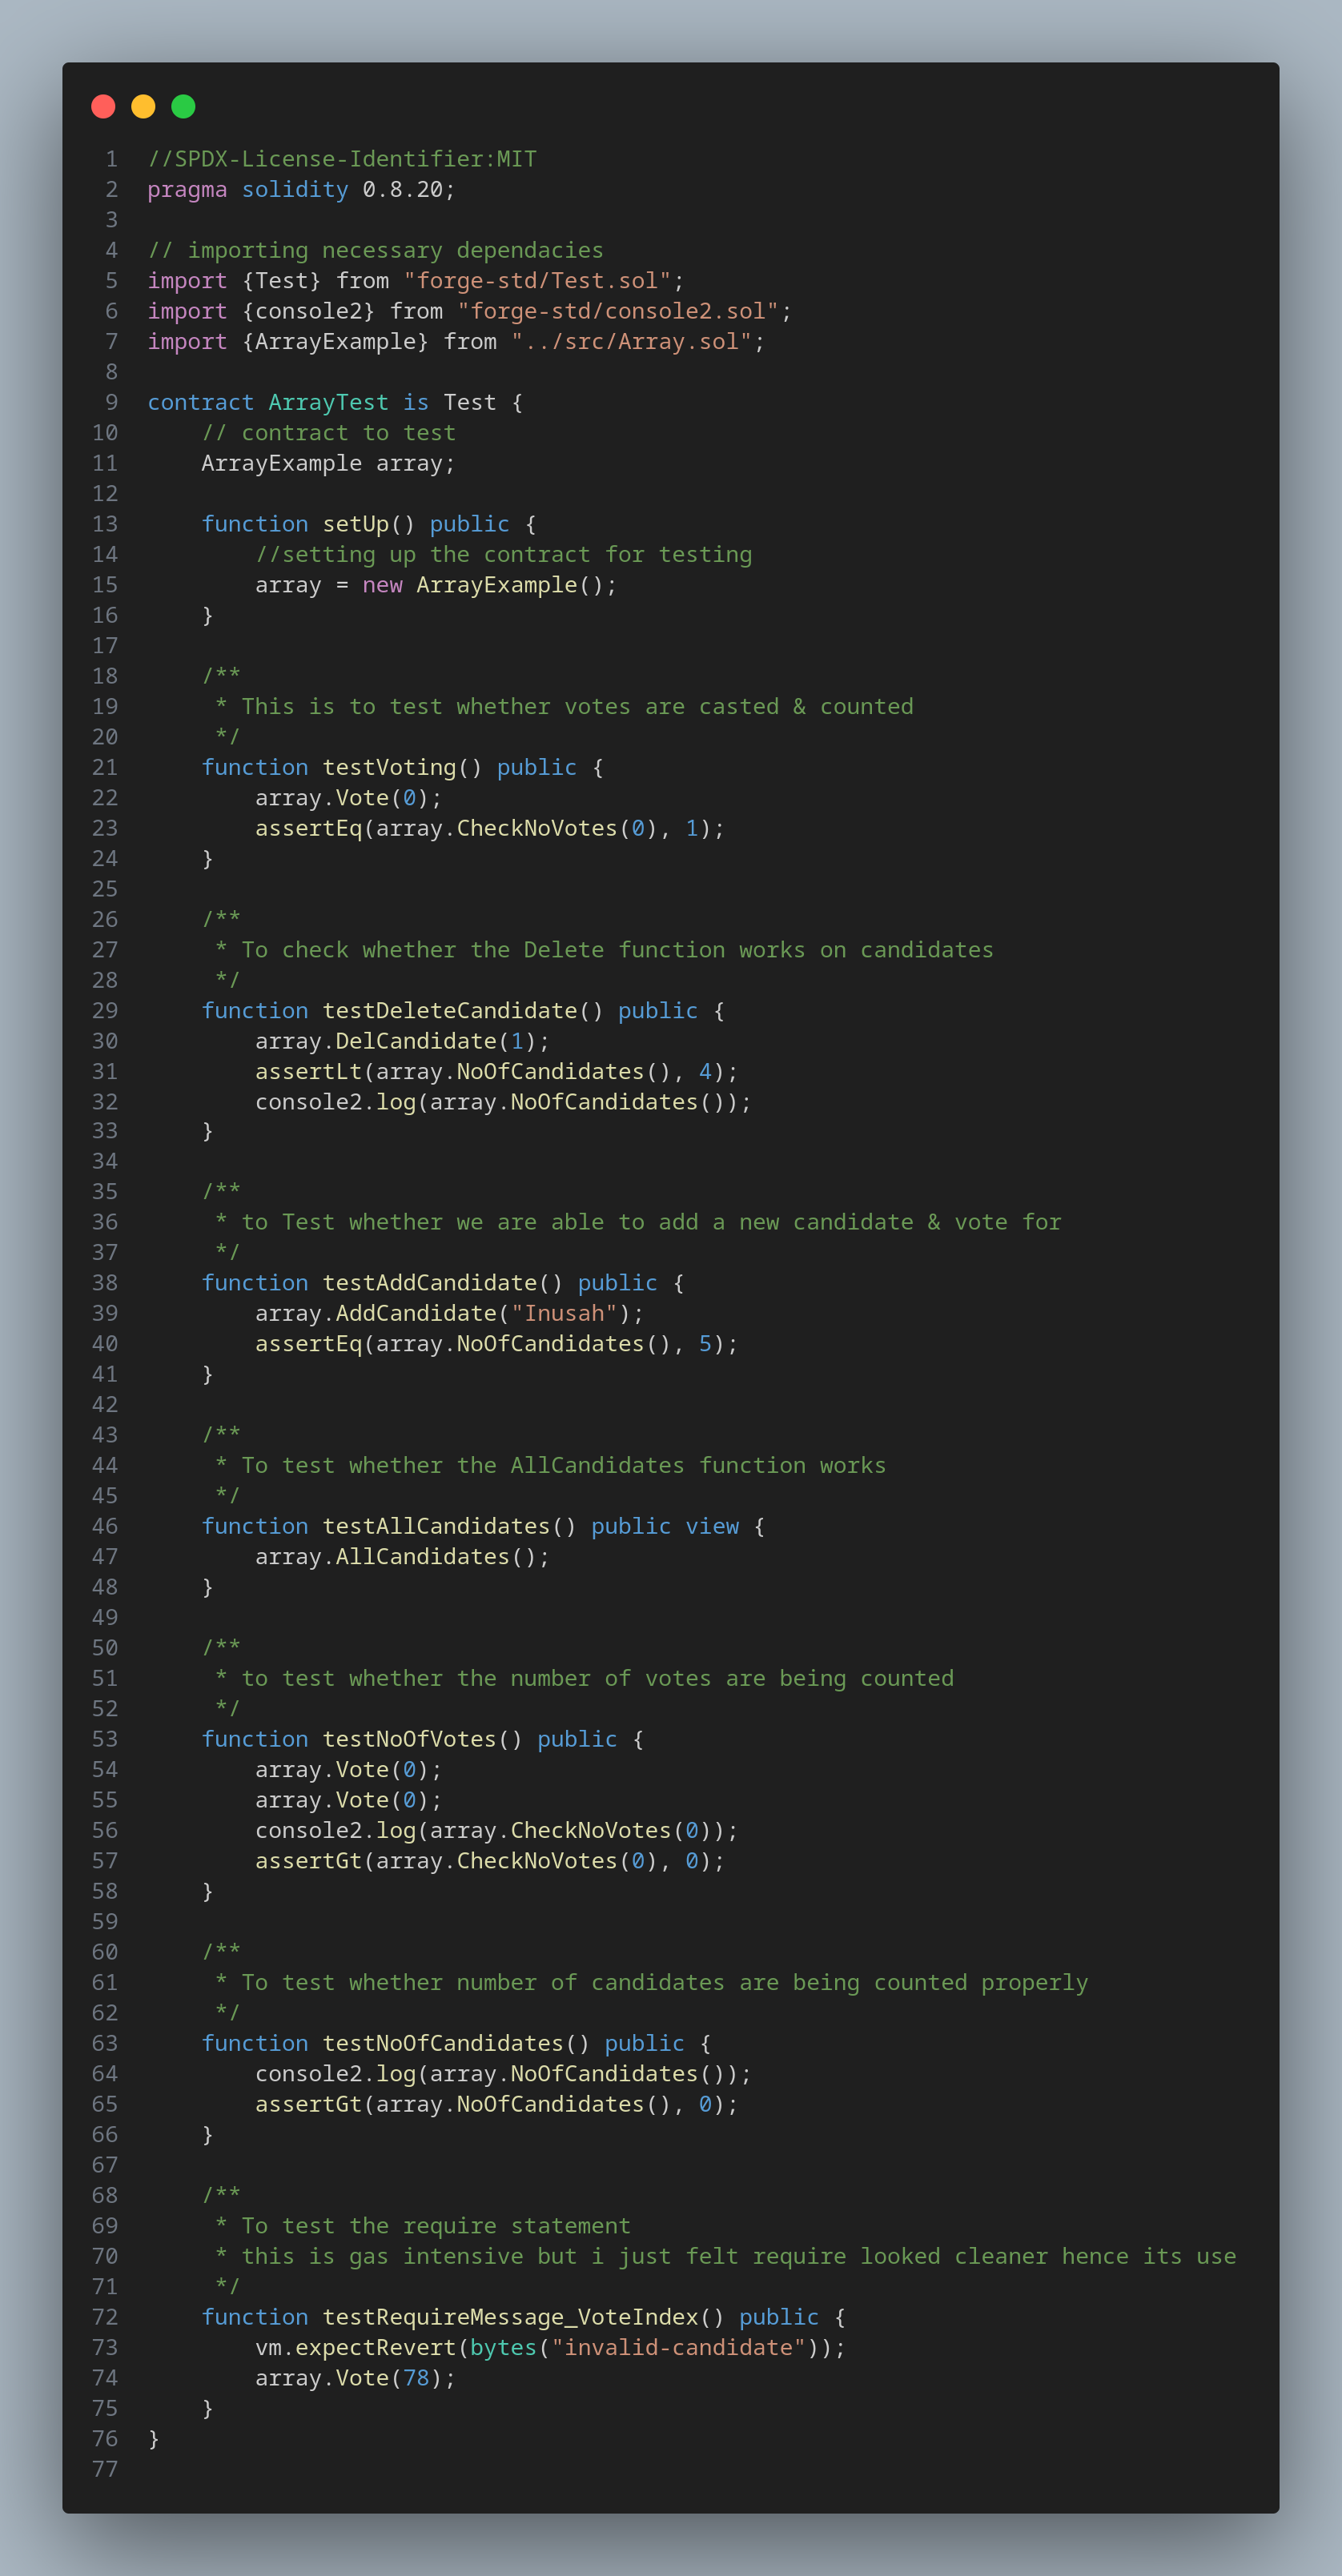 1 //SPDX-License-Identifier:MIT
2 pragma solidity 0.8.20;
3
4 // importing necessary dependacies
5 import {Test} from "forge-std/Test.sol";
6 import {console2} from "forge-std/console2.sol";
7 import {ArrayExample} from "../src/Array.sol";
8
9 contract ArrayTest is Test {
10     // contract to test
11     ArrayExample array;
12
13     function setUp() public {
14         //setting up the contract for testing
15         array = new ArrayExample();
16     }
17
18     /**
19      * This is to test whether votes are casted & counted
20      */
21     function testVoting() public {
22         array.Vote(0);
23         assertEq(array.CheckNoVotes(0), 1);
24     }
25
26     /**
27      * To check whether the Delete function works on candidates
28      */
29     function testDeleteCandidate() public {
30         array.DelCandidate(1);
31         assertLt(array.NoOfCandidates(), 4);
32         console2.log(array.NoOfCandidates());
33     }
34
35     /**
36      * to Test whether we are able to add a new candidate & vote for
37      */
38     function testAddCandidate() public {
39         array.AddCandidate("Inusah");
40         assertEq(array.NoOfCandidates(), 5);
41     }
42
43     /**
44      * To test whether the AllCandidates function works
45      */
46     function testAllCandidates() public view {
47         array.AllCandidates();
48     }
49
50     /**
51      * to test whether the number of votes are being counted
52      */
53     function testNoOfVotes() public {
54         array.Vote(0);
55         array.Vote(0);
56         console2.log(array.CheckNoVotes(0));
57         assertGt(array.CheckNoVotes(0), 0);
58     }
59
60     /**
61      * To test whether number of candidates are being counted properly
62      */
63     function testNoOfCandidates() public {
64         console2.log(array.NoOfCandidates());
65         assertGt(array.NoOfCandidates(), 0);
66     }
67
68     /**
69      * To test the require statement
70      * this is gas intensive but i just felt require looked cleaner hence its use
71      */
72     function testRequireMessage_VoteIndex() public {
73         vm.expectRevert(bytes("invalid-candidate"));
74         array.Vote(78);
75     }
76 }
77